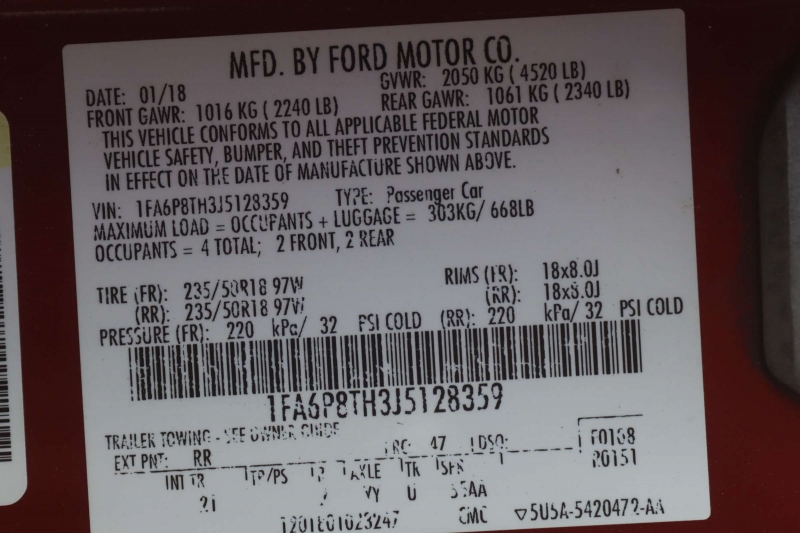 MFD. BY FORD MOTOR CO.
DATE: 01/18 GVWR: 2050 KG ( 4520 LB)
FRONT GAWR: 1016 KG ( 2240 LB) REAR GAWR: 1061 KG ( 2340 LB)
THIS VEHICLE CONFORMS TO ALL APPLICABLE FEDERAL MOTOR
VEHICLE SAFETY, BUMPER, AND THEFT PREVENTION STANDARDS
IN EFFECT ON THE DATE OF MANUFACTURE SHOWN ABOVE.
VIN: 1FA6P8TH3J5128359 TYPE: Passenger Car
MAXIMUM LOAD = OCCUPANTS + LUGGAGE = 303KG/ 668LB
OCCUPANTS = 4 TOTAL; 2 FRONT, 2 REAR
TIRE (FR): 235/50R18 97W RIMS (FR): 18x8.0J
(RR): 235/50R18 97W (RR): 18x8.0J
PRESSURE (FR): 220 kPa/ 32 PSI COLD (RR): 220 kPa/ 32 PSI COLD
1FA6P8TH3J5128359
TRAILER TOWING - SEE OWNER GUIDE
EXT PNT: RR RC: 47 DSO: F0168
R0151
INT TR TP/PS R AXLE TR SPR
VY U
CMC 5U5A-5420472-AA